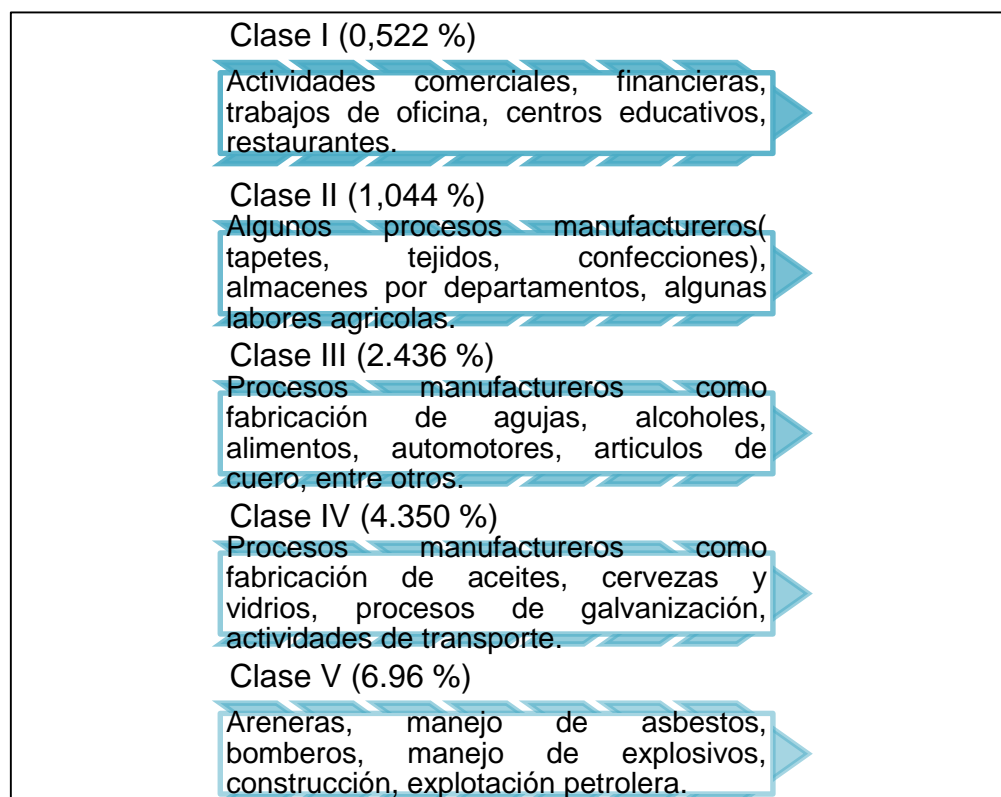 Clase I (0,522 %)
Actividades comerciales, financieras,
trabajos de oficina, centros educativos,
restaurantes.
Clase II (1,044 %)
Algunos procesos manufactureros(
tapetes, tejidos, confecciones),
almacenes por departamentos, algunas
labores agricolas.
Clase III (2.436 %)
Procesos manufactureros como
fabricación de agujas, alcoholes,
alimentos, automotores, articulos de
cuero, entre otros.
Clase IV (4.350 %)
Procesos manufactureros como
fabricación de aceites, cervezas y
vidrios, procesos de galvanización,
actividades de transporte.
Clase V (6.96 %)
Areneras, manejo de asbestos,
bomberos, manejo de explosivos,
construcción, explotación petrolera.